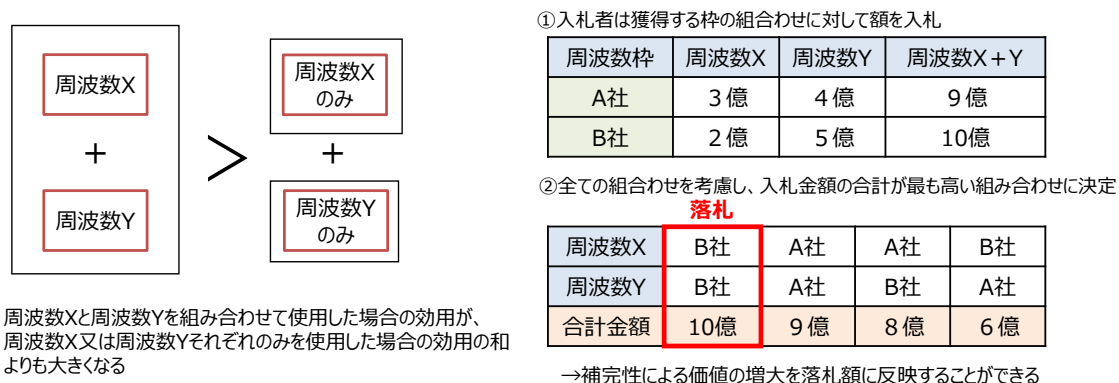 周波数X
+
周波数Y
>
周波数X
のみ
+
周波数Y
のみ
周波数Xと周波数Yを組み合わせて使用した場合の効用が、
周波数X又は周波数Yそれぞれのみを使用した場合の効用の和
よりも大きくなる
①入札者は獲得する枠の組合わせに対して額を入札
周波数枠 周波数X 周波数Y 周波数X+Y
A社 3億 4億 9億
B社 2億 5億 10億
②全ての組合わせを考慮し、入札金額の合計が最も高い組み合わせに決定
落札
周波数X B社 A社 A社 B社
周波数Y B社 A社 B社 A社
合計金額 10億 9億 8億 6億
→補完性による価値の増大を落札額に反映することができる